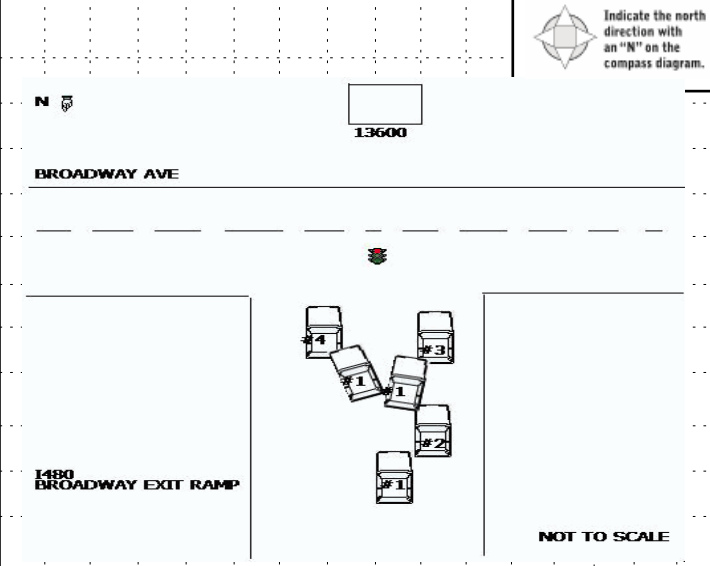 Indicate the north
direction with
an "N" on the
compass diagram.
N
13600
BROADWAY AVE
#4
#3
#1
#1
#2
#1
I480
BROADWAY EXIT RAMP
NOT TO SCALE